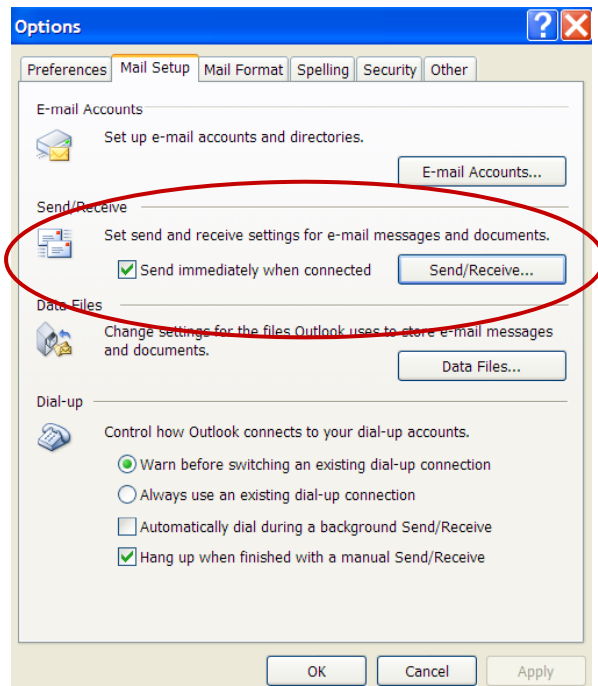 Options
Preferences Mail Setup Mail Format Spelling Security Other
E-mail Accounts
Set up e-mail accounts and directories.
E-mail Accounts...
Send/Receive
Set send and receive settings for e-mail messages and documents.
Send immediately when connected Send/Receive...
Data Files
Change settings for the files Outlook uses to store e-mail messages
and documents.
Data Files...
Dial-up
Control how Outlook connects to your dial-up accounts.
Warn before switching an existing dial-up connection
Always use an existing dial-up connection
Automatically dial during a background Send/Receive
Hang up when finished with a manual Send/Receive
OK Cancel Apply